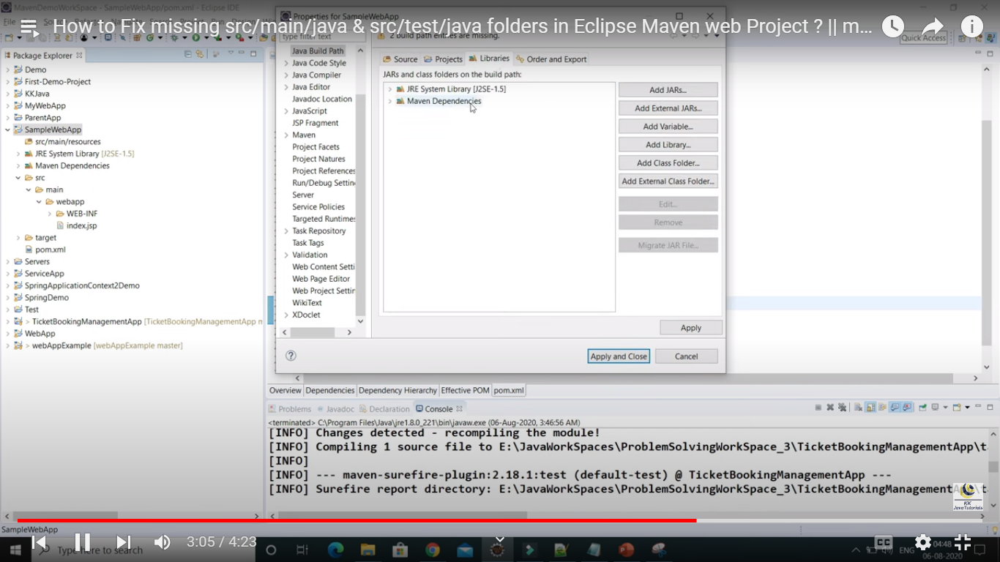 MavenDemoWorkSpace - SampleWebApp/pom.xml - Eclipse IDE
How to Fix missing src/main/java & src/test/java folders in Eclipse Maven web Project ? || m...
Quick Access
Package Explorer
Demo
First-Demo-Project
KKJava
MyWebApp
ParentApp
SampleWebApp
src/main/resources
JRE System Library [J2SE-1.5]
Maven Dependencies
src
main
webapp
WEB-INF
index.jsp
target
pom.xml
Servers
ServiceApp
SpringApplicationContext2Demo
SpringDemo
Test
> TicketBookingManagementApp [TicketBookingManagementApp m
WebApp
> webAppExample [webAppExample master]
Properties for SampleWebApp
type filter text
2 build path entries are missing.
Java Build Path
Java Code Style
Java Compiler
Java Editor
Javadoc Location
JavaScript
JSP Fragment
Maven
Project Facets
Project Natures
Project References
Run/Debug Settin
Server
Service Policies
Targeted Runtimes
Task Repository
Task Tags
Validation
Web Content Setti
Web Page Editor
Web Project Settin
WikiText
XDoclet
Source Projects Libraries Order and Export
JARs and class folders on the build path:
JRE System Library [J2SE-1.5]
Maven Dependencies
Add JARs...
Add External JARs...
Add Variable...
Add Library...
Add Class Folder...
Add External Class Folder...
Edit...
Remove
Migrate JAR File...
Apply
Apply and Close Cancel
Overview Dependencies Dependency Hierarchy Effective POM pom.xml
Problems Javadoc Declaration Console
<terminated> C:\Program Files\Java\jre1.8.0_221\bin\javaw.exe (06-Aug-2020, 3:46:56 AM)
[INFO] Changes detected - recompiling the module!
[INFO] Compiling 1 source file to E:\JavaWorkSpaces\ProblemSolvingWorkSpace_3\TicketBookingManagementApp\t
[INFO]
[INFO] --- maven-surefire-plugin:2.18.1:test (default-test) @ TicketBookingManagementApp ---
[INFO] Surefire report directory: E:\JavaWorkSpaces\ProblemSolvingWorkSpace_3\TicketBookingManagementA
KK
JavaTutorials
SampleWebApp
Type here to search
3:05 / 4:23
CC
ENG
04:48
06-08-2020